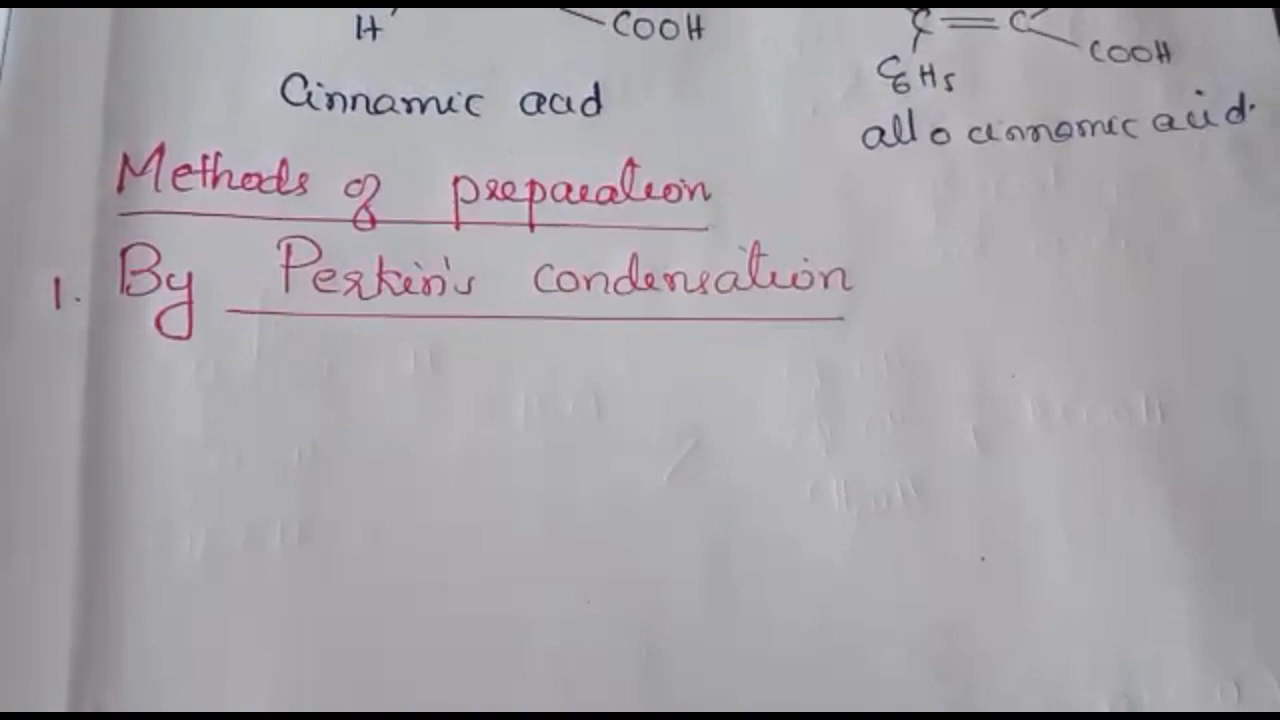 H COOH C=C COOH
C6H5
Cinnamic acid
allo cinnamic acid.
Methods of preparation
1. By Perkin's condensation